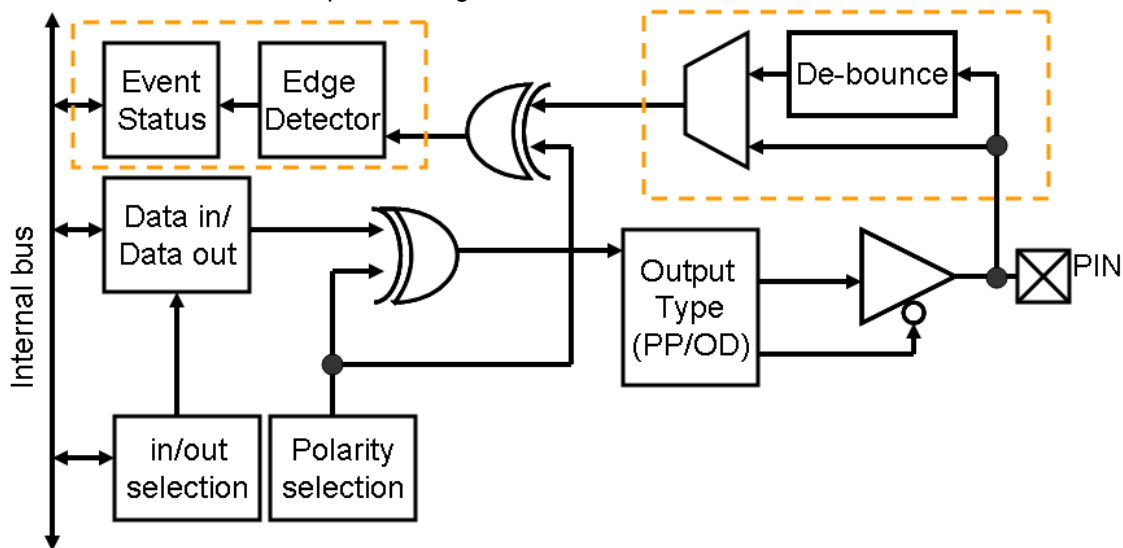 Event
Status
Edge
Detector
De-bounce
Data in/
Data out
Output
Type
(PP/OD)
PIN
Internal bus
in/out
selection
Polarity
selection